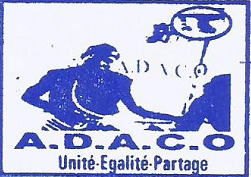 A D A C O
A.D.A.C.O
Unité-Egalité-Partage